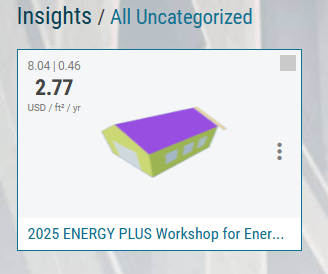 Insights / All Uncategorized
8.04 | 0.46
2.77
USD / ft² / yr
2025 ENERGY PLUS Workshop for Ener...